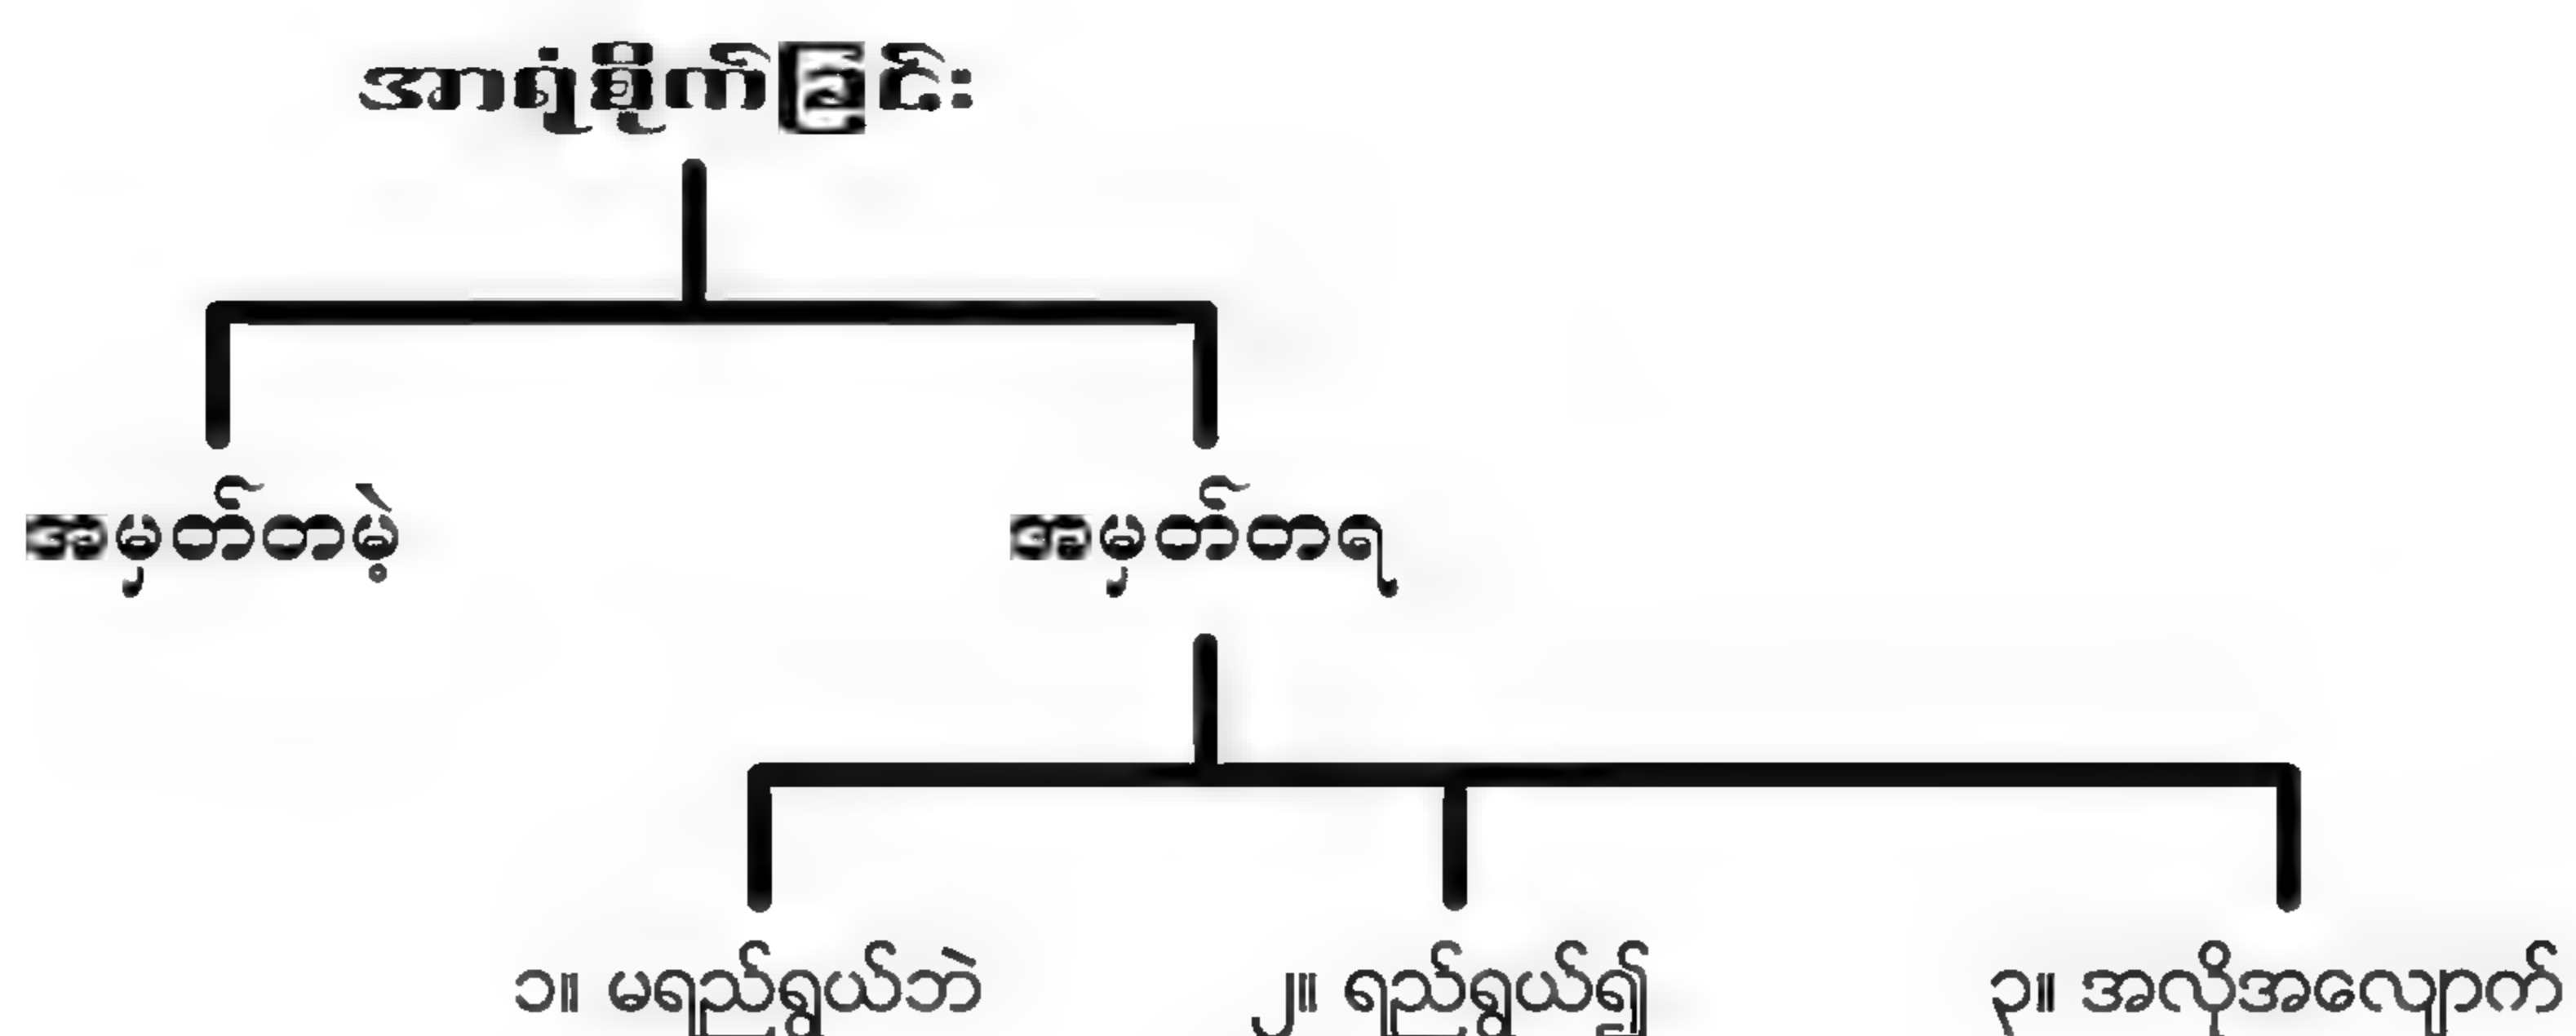 အာရုံစိုက်ခြင်း
အမှတ်တမဲ့ အမှတ်တရ
၁။ မရည်ရွယ်ဘဲ ၂။ ရည်ရွယ်၍ ၃။ အလိုအလျောက်